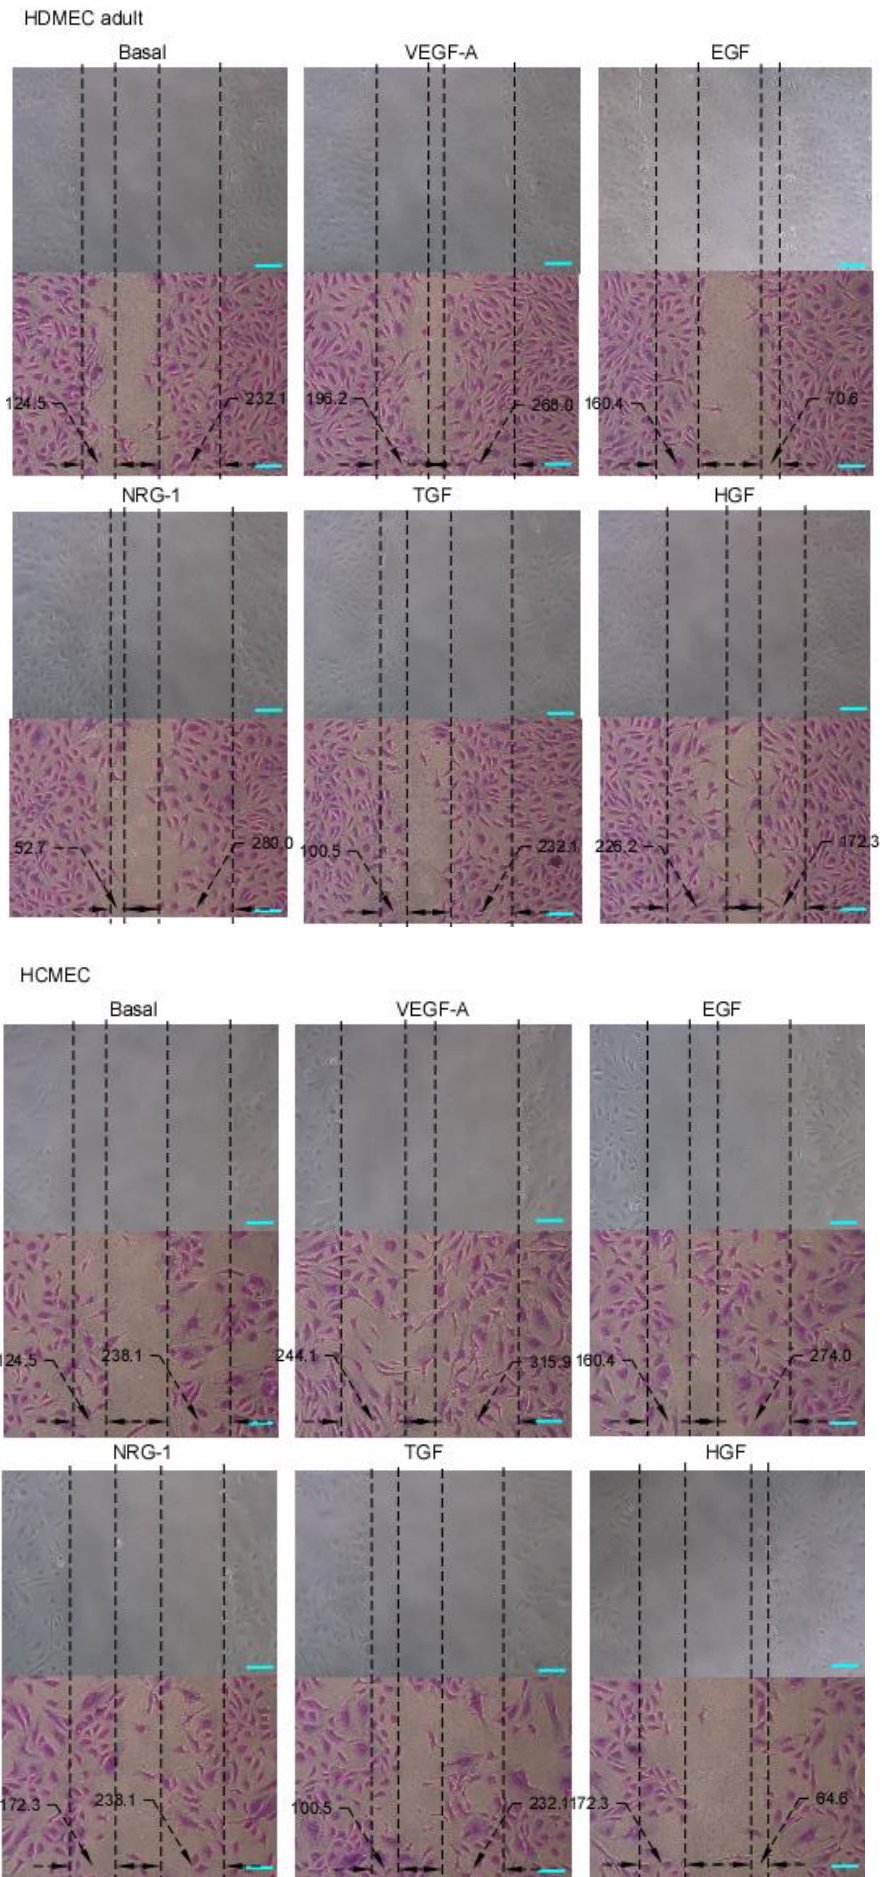 HDMEC adult
Basal VEGF-A EGF
124.5 232.1 196.2 268.0 160.4 70.6
NRG-1 TGF HGF
52.7 280.0 100.5 232.1 226.2 172.3
HCMEC
Basal VEGF-A EGF
124.5 238.1 244.1 315.9 160.4 274.0
NRG-1 TGF HGF
172.3 238.1 100.5 232.1 172.3 64.6